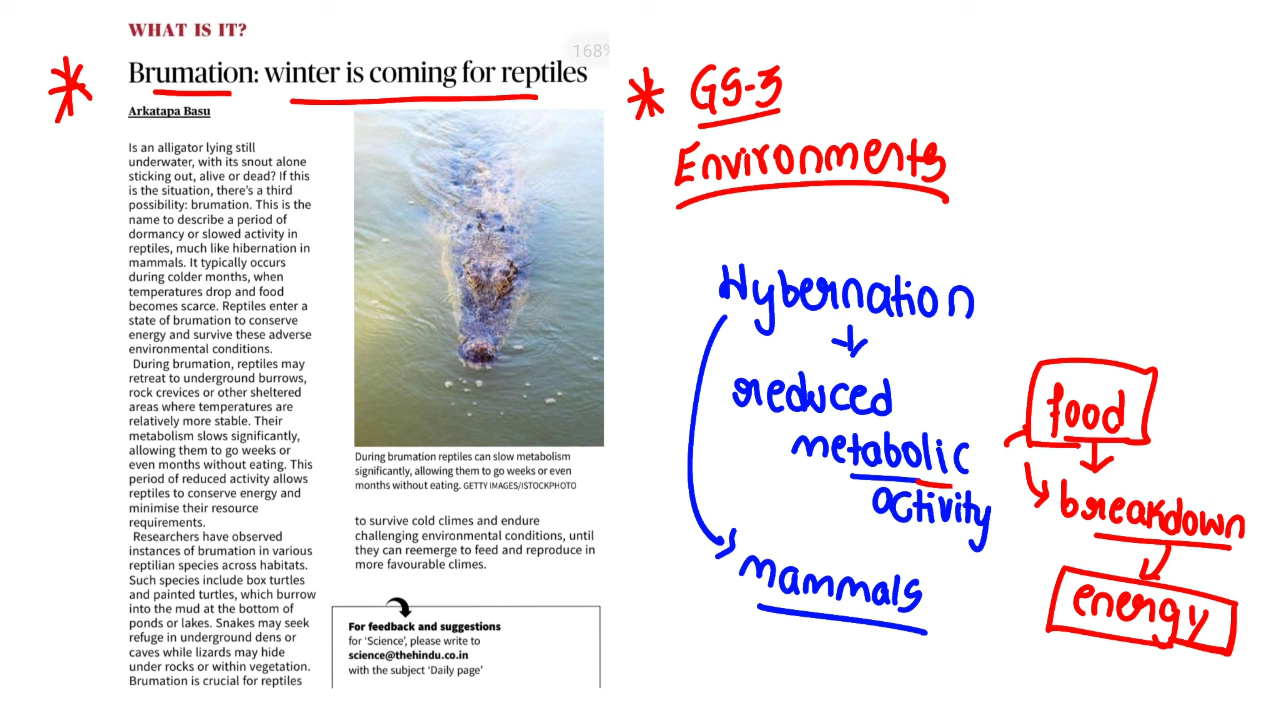 WHAT IS IT?
168%
Brumation: winter is coming for reptiles
Arkatapa Basu
Is an alligator lying still
underwater, with its snout alone
sticking out, alive or dead? If this
is the situation, there's a third
possibility: brumation. This is the
name to describe a period of
dormancy or slowed activity in
reptiles, much like hibernation in
mammals. It typically occurs
during colder months, when
temperatures drop and food
becomes scarce. Reptiles enter a
state of brumation to conserve
energy and survive these adverse
environmental conditions.
During brumation, reptiles may
retreat to underground burrows,
rock crevices or other sheltered
areas where temperatures are
relatively more stable. Their
metabolism slows significantly,
allowing them to go weeks or
even months without eating. This
period of reduced activity allows
reptiles to conserve energy and
minimise their resource
requirements.
Researchers have observed
instances of brumation in various
reptilian species across habitats.
Such species include box turtles
and painted turtles, which burrow
into the mud at the bottom of
ponds or lakes. Snakes may seek
refuge in underground dens or
caves while lizards may hide
under rocks or within vegetation.
Brumation is crucial for reptiles
During brumation reptiles can slow metabolism
significantly, allowing them to go weeks or even
months without eating. GETTY IMAGES/ISTOCKPHOTO
to survive cold climes and endure
challenging environmental conditions, until
they can reemerge to feed and reproduce in
more favourable climes.
For feedback and suggestions
for 'Science', please write to
science@thehindu.co.in
with the subject 'Daily page'
GS-3
Environments
Hybernation
reduced
metabolic
activity
mammals
food
breakdown
energy